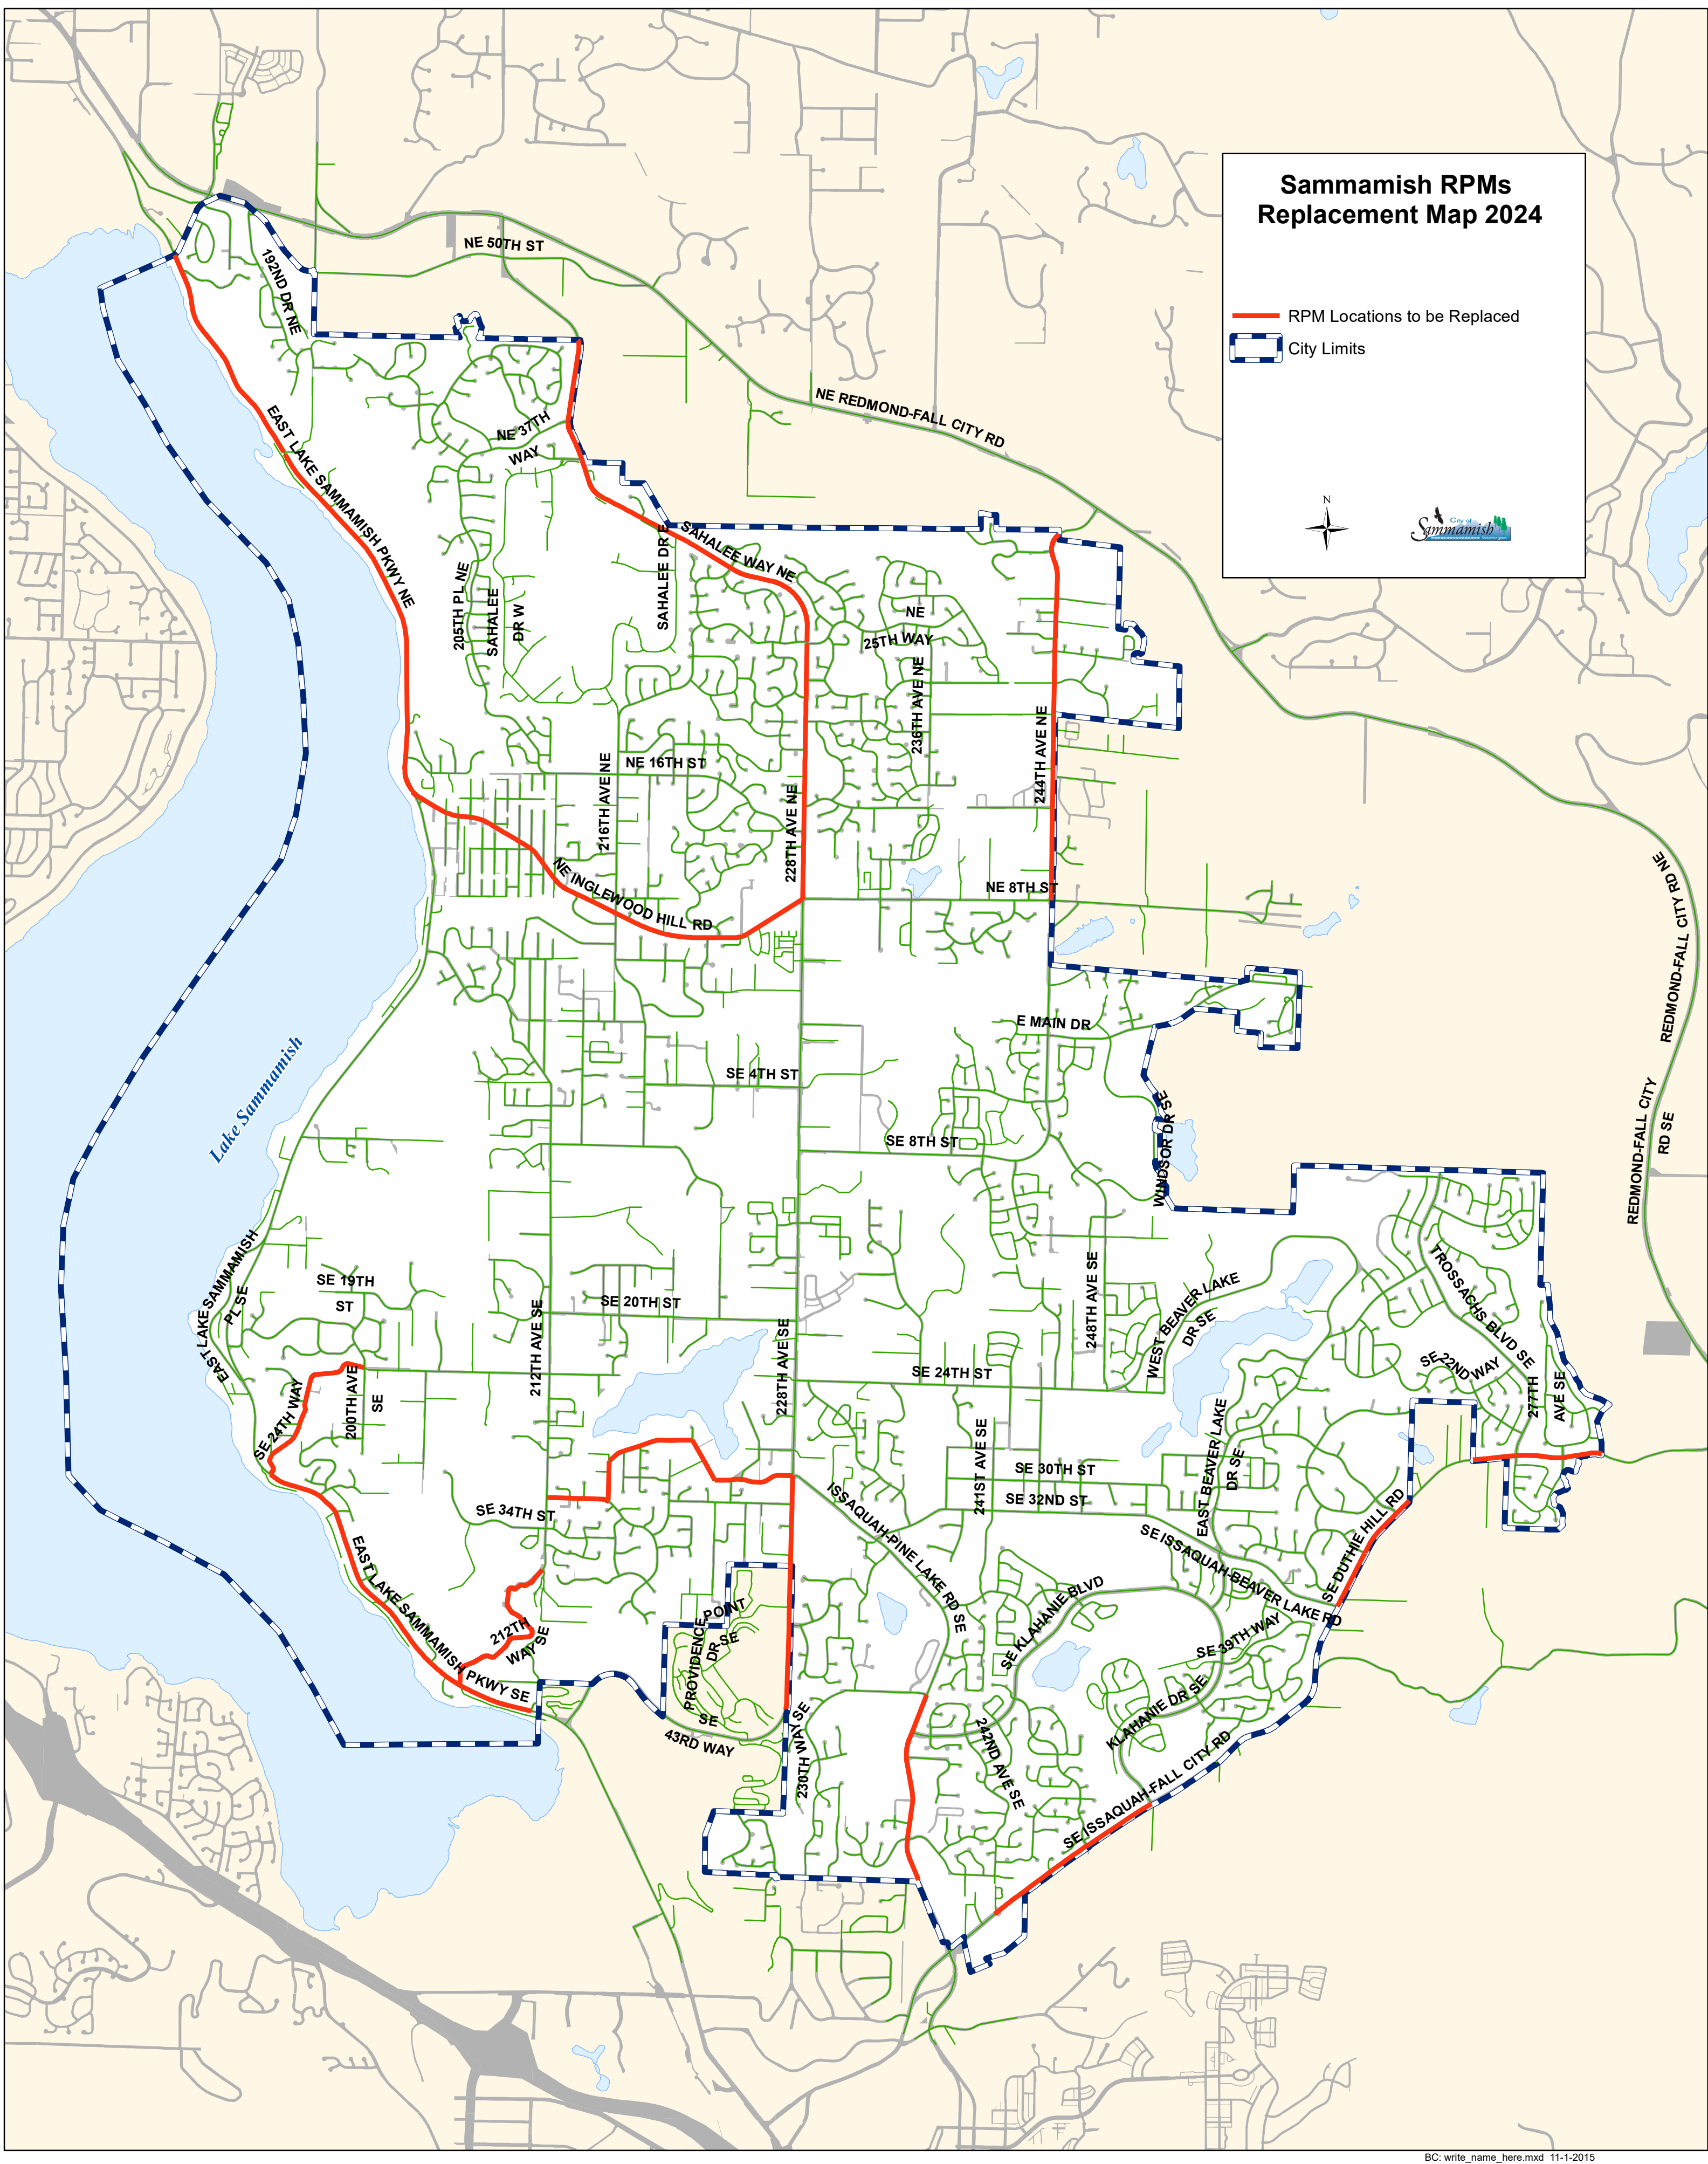 Sammamish RPMs
Replacement Map 2024
RPM Locations to be Replaced
City Limits
N
City of
Sammamish
NE 50TH ST
192ND DR NE
NE REDMOND-FALL CITY RD
NE 37TH
WAY
EAST LAKE SAMMAMISH PKWY NE
SAHALEE WAY NE
SAHALEE DR E
205TH PL NE
SAHALEE
DR W
NE
25TH WAY
236TH AVE NE
244TH AVE NE
NE 16TH ST
216TH AVE NE
228TH AVE NE
NE INGLEWOOD HILL RD
NE 8TH ST
REDMOND-FALL CITY RD NE
E MAIN DR
Lake Sammamish
SE 4TH ST
SE 8TH ST
WINDSOR DR SE
REDMOND-FALL CITY
RD SE
EAST LAKE SAMMAMISH
PL SE
SE 19TH
ST
SE 20TH ST
212TH AVE SE
228TH AVE SE
248TH AVE SE
WEST BEAVER LAKE
DR SE
TROSSACHS BLVD SE
SE 22ND WAY
277TH
AVE SE
SE 24TH ST
SE 24TH WAY
200TH AVE
SE
241ST AVE SE
EAST BEAVER LAKE
DR SE
SE 30TH ST
SE 32ND ST
SE 34TH ST
ISSAQUAH-PINE LAKE RD SE
SE ISSAQUAH-BEAVER LAKE RD
SE DUTHIE HILL RD
EAST LAKE SAMMAMISH PKWY SE
212TH
WAY SE
PROVIDENCE
POINT
DR SE
SE
43RD WAY
230TH WAY SE
SE KLAHANIE BLVD
SE 39TH WAY
KLAHANIE DR SE
242ND AVE SE
SE ISSAQUAH-FALL CITY RD
BC: write_name_here.mxd 11-1-2015